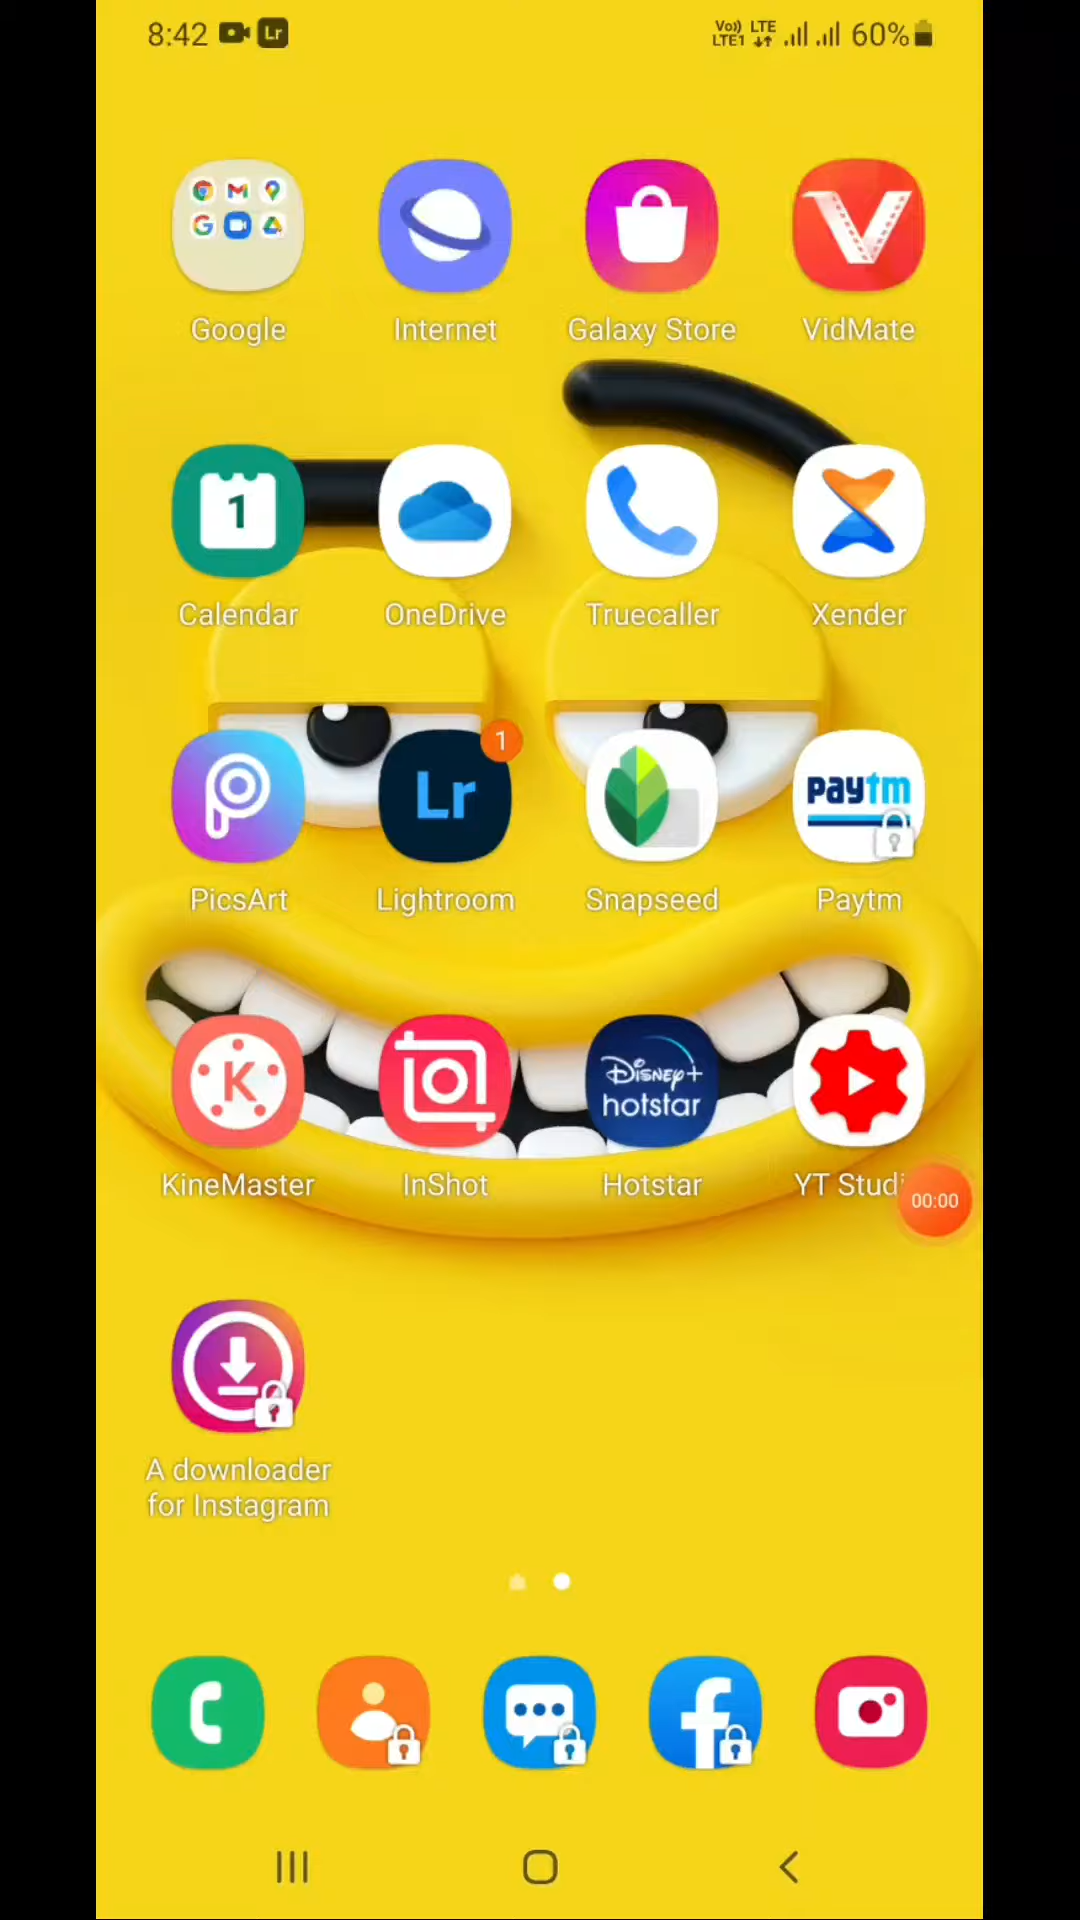 8:42 Lr Vo)) LTE LTE1 60%
Google Internet Galaxy Store VidMate
1
Calendar OneDrive Truecaller Xender
Lr 1 paytm
PicsArt Lightroom Snapseed Paytm
K Disney+ hotstar
KineMaster InShot Hotstar YT Studi
00:00
A downloader
for Instagram